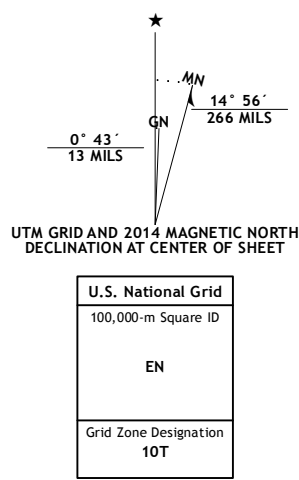 ★
MN
14° 56´
266 MILS
GN
0° 43´
13 MILS
UTM GRID AND 2014 MAGNETIC NORTH
DECLINATION AT CENTER OF SHEET
U.S. National Grid
100,000-m Square ID
EN
Grid Zone Designation
10T